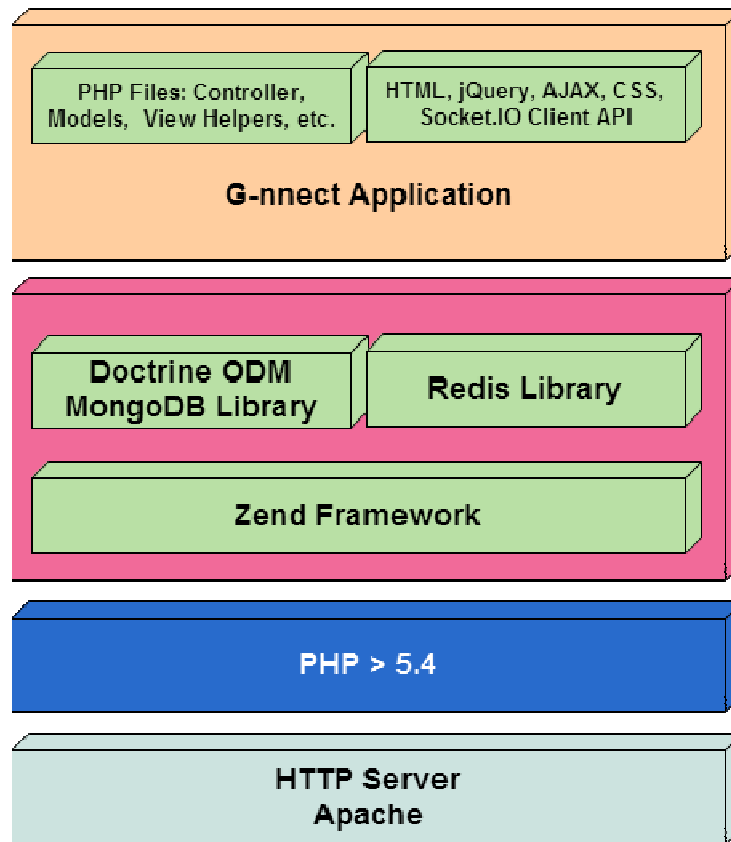 PHP Files: Controller,
Models, View Helpers, etc.
HTML, jQuery, AJAX, CSS,
Socket.IO Client API
G-nnect Application
Doctrine ODM
MongoDB Library
Redis Library
Zend Framework
PHP > 5.4
HTTP Server
Apache